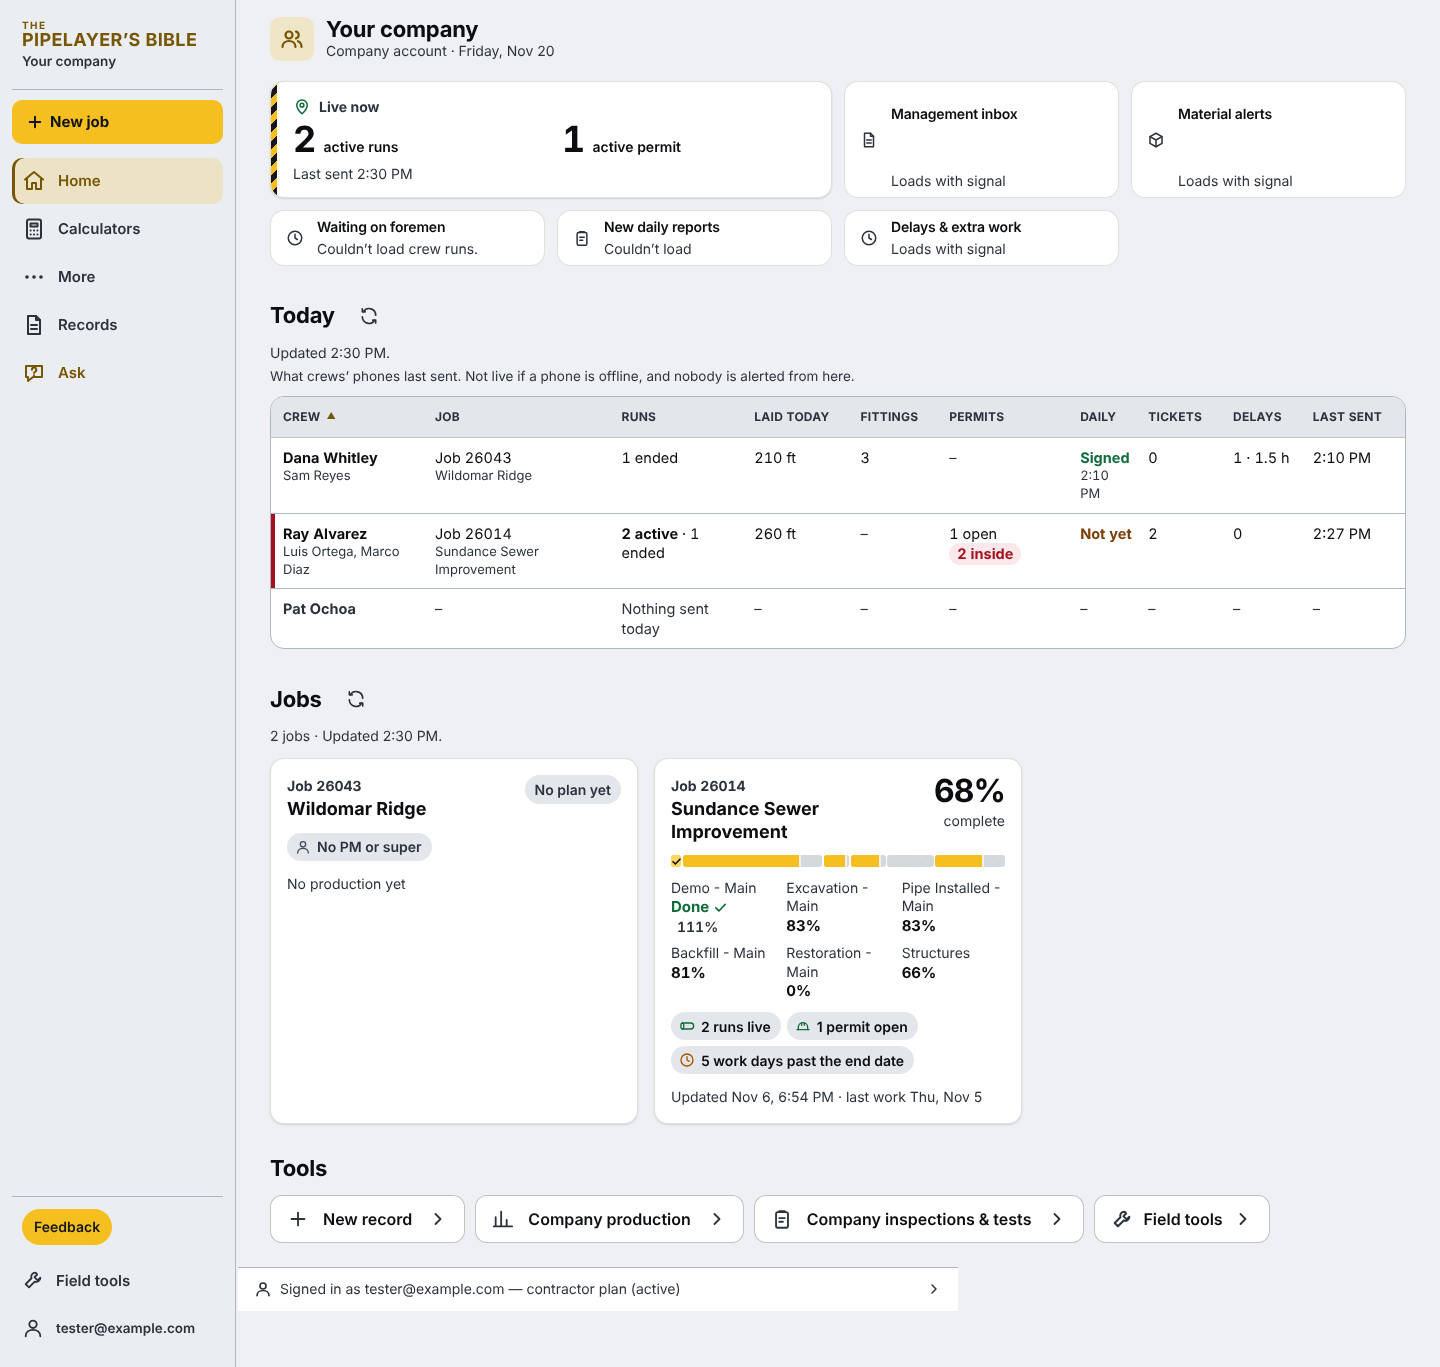 THE
PIPELAYER’S BIBLE
Your company
New job
Home
Calculators
More
Records
Ask
Feedback
Field tools
tester@example.com
Your company
Company account · Friday, Nov 20
Live now
2 active runs
1 active permit
Last sent 2:30 PM
Management inbox
Loads with signal
Material alerts
Loads with signal
Waiting on foremen
Couldn’t load crew runs.
New daily reports
Couldn’t load
Delays & extra work
Loads with signal
Today
Updated 2:30 PM.
What crews’ phones last sent. Not live if a phone is offline, and nobody is alerted from here.
CREW JOB RUNS LAID TODAY FITTINGS PERMITS DAILY TICKETS DELAYS LAST SENT
Dana Whitley Job 26043 1 ended 210 ft 3 – Signed 0 1 · 1.5 h 2:10 PM
Sam Reyes Wildomar Ridge 2:10
PM
Ray Alvarez Job 26014 2 active · 1 260 ft – 1 open Not yet 2 0 2:27 PM
Luis Ortega, Marco Sundance Sewer ended 2 inside
Diaz Improvement
Pat Ochoa – Nothing sent – – – – – – –
today
Jobs
2 jobs · Updated 2:30 PM.
Job 26043
Wildomar Ridge
No plan yet
No PM or super
No production yet
Job 26014
Sundance Sewer
Improvement
68%
complete
Demo - Main
Done
111%
Excavation -
Main
83%
Pipe Installed -
Main
83%
Backfill - Main
81%
Restoration -
Main
0%
Structures
66%
2 runs live
1 permit open
5 work days past the end date
Updated Nov 6, 6:54 PM · last work Thu, Nov 5
Tools
New record
Company production
Company inspections & tests
Field tools
Signed in as tester@example.com — contractor plan (active)